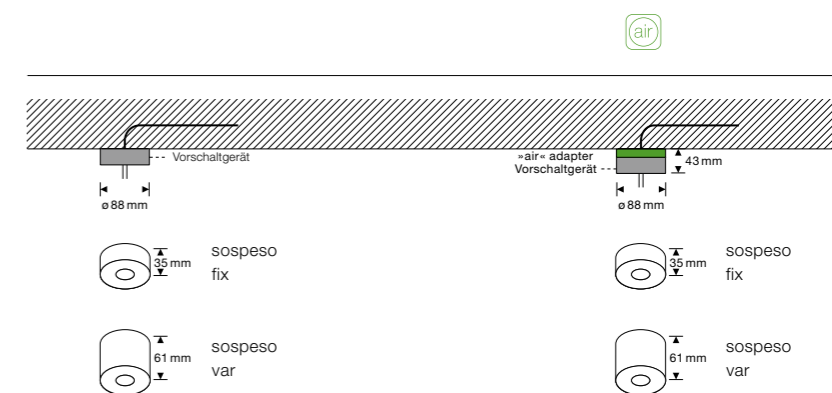 air
Vorschaltgerät
ø 88 mm
»air« adapter
Vorschaltgerät
43 mm
ø 88 mm
35 mm
sospeso
fix
35 mm
sospeso
fix
61 mm
sospeso
var
61 mm
sospeso
var